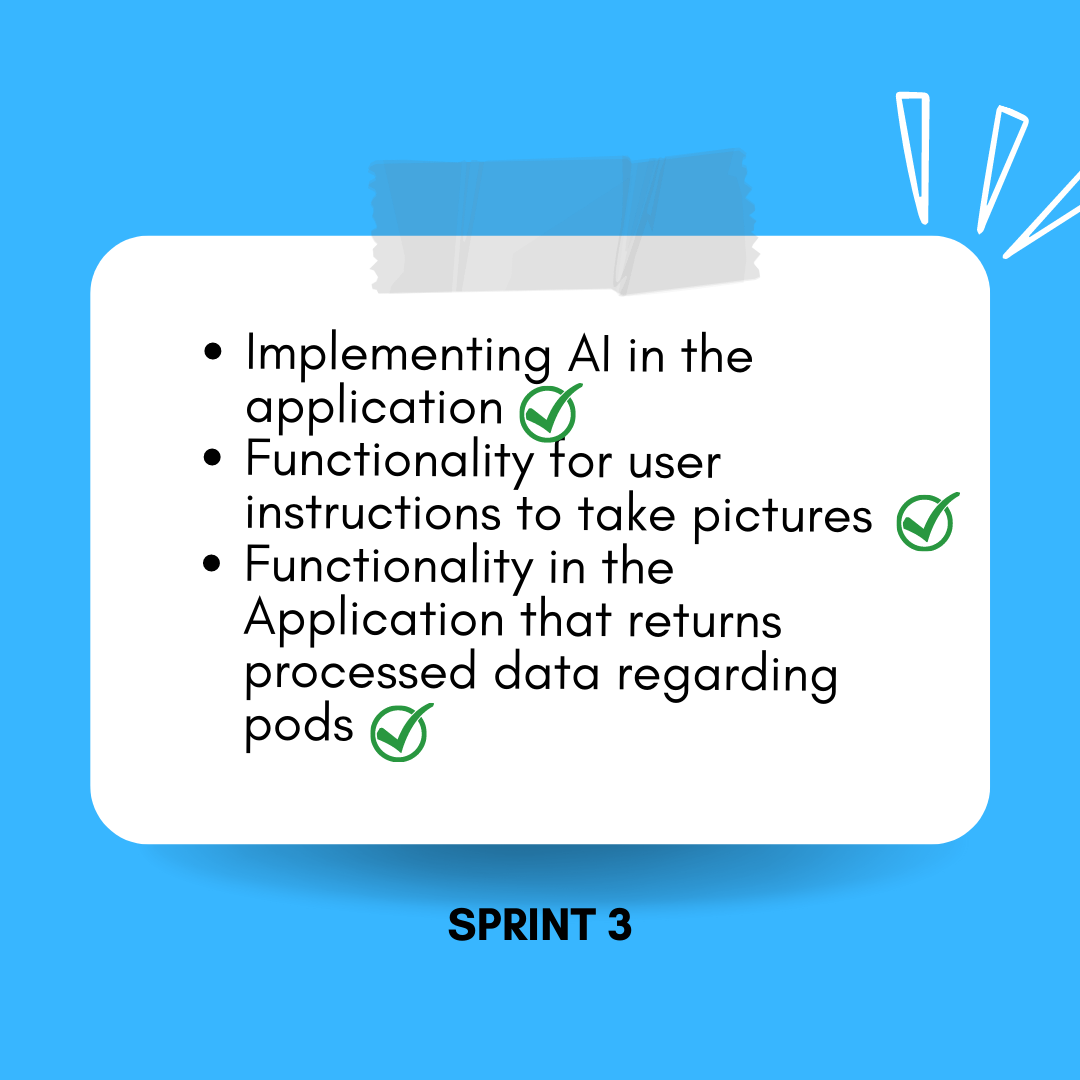 • Implementing AI in the
application
• Functionality for user
instructions to take pictures
• Functionality in the
Application that returns
processed data regarding
pods
SPRINT 3